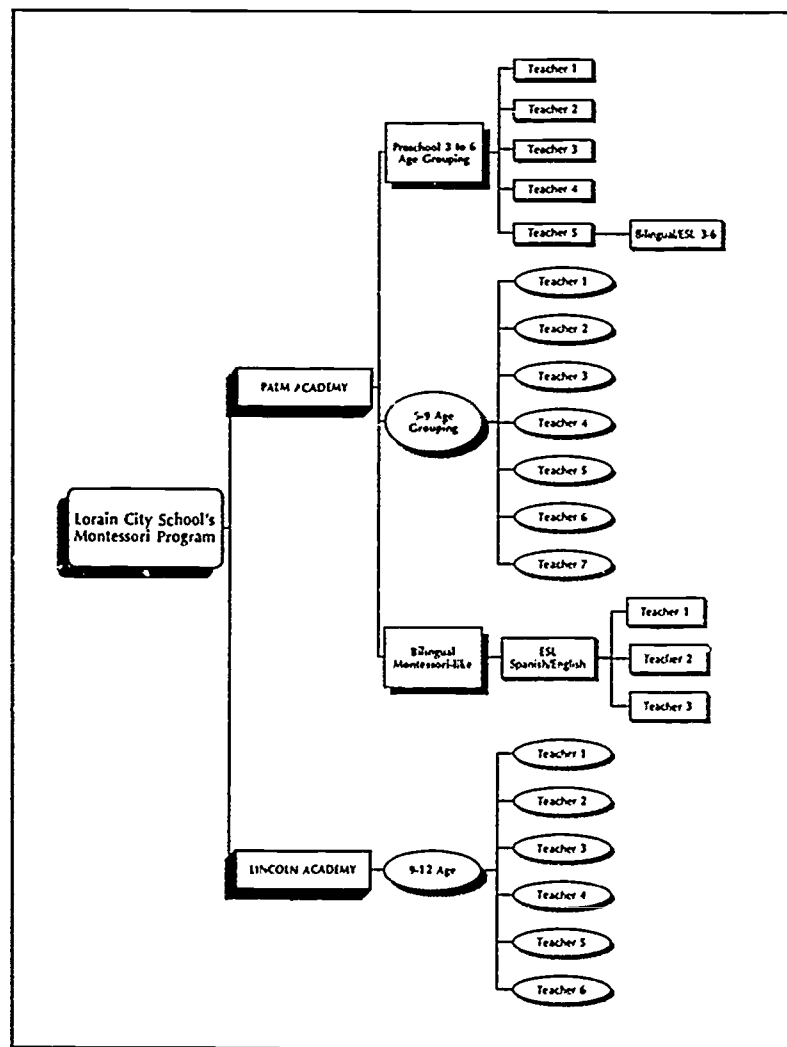 Teacher 1
Teacher 2
Preschool 3 to 6
Age Grouping
Teacher 3
Teacher 4
Teacher 5
Bilingual/ESL 3-6
Teacher 1
Teacher 2
PALM ACADEMY
Teacher 3
5-9 Age
Grouping
Teacher 4
Teacher 5
Lorain City School's
Montessori Program
Teacher 6
Teacher 7
Bilingual
Montessori-like
ESL
Spanish/English
Teacher 1
Teacher 2
Teacher 3
Teacher 1
Teacher 2
Teacher 3
LINCOLN ACADEMY
9-12 Age
Teacher 4
Teacher 5
Teacher 6